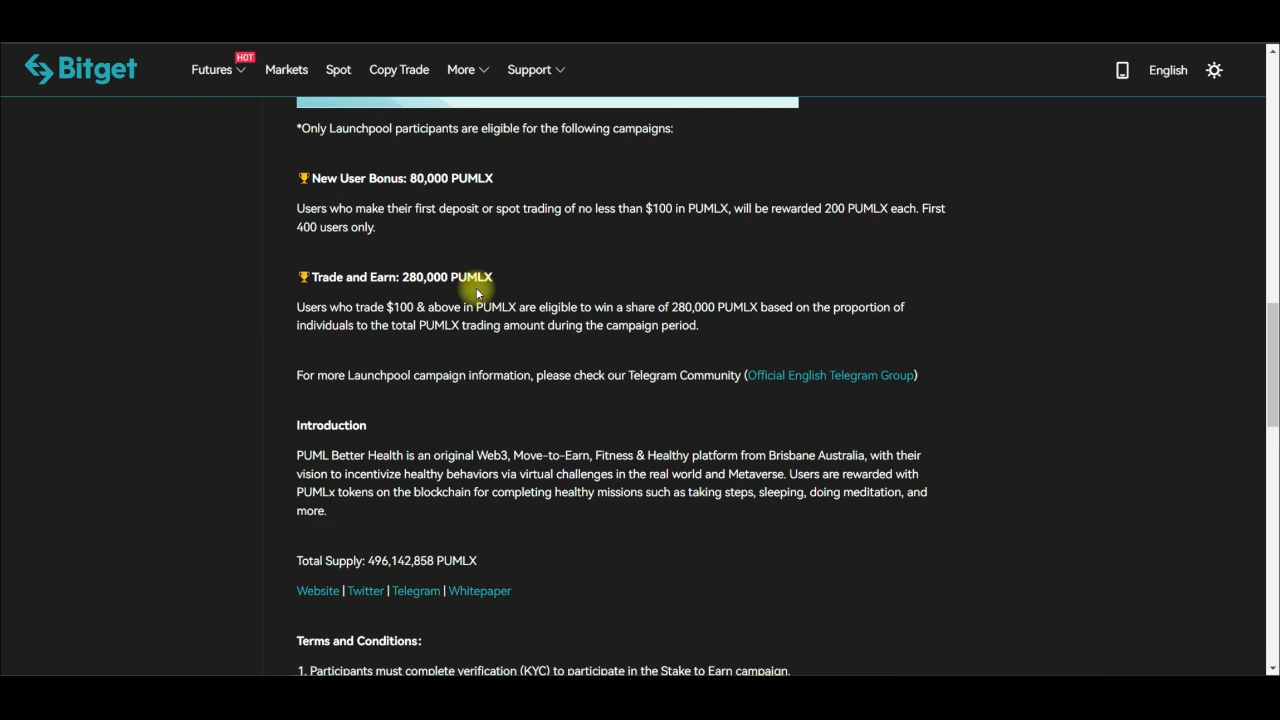 HOT
Bitget Futures Markets Spot Copy Trade More Support English
*Only Launchpool participants are eligible for the following campaigns:
🏆New User Bonus: 80,000 PUMLX
Users who make their first deposit or spot trading of no less than $100 in PUMLX, will be rewarded 200 PUMLX each. First
400 users only.
🏆Trade and Earn: 280,000 PUMLX
Users who trade $100 & above in PUMLX are eligible to win a share of 280,000 PUMLX based on the proportion of
individuals to the total PUMLX trading amount during the campaign period.
For more Launchpool campaign information, please check our Telegram Community (Official English Telegram Group)
Introduction
PUML Better Health is an original Web3, Move-to-Earn, Fitness & Healthy platform from Brisbane Australia, with their
vision to incentivize healthy behaviors via virtual challenges in the real world and Metaverse. Users are rewarded with
PUMLx tokens on the blockchain for completing healthy missions such as taking steps, sleeping, doing meditation, and
more.
Total Supply: 496,142,858 PUMLX
Website | Twitter | Telegram | Whitepaper
Terms and Conditions:
1. Participants must complete verification (KYC) to participate in the Stake to Earn campaign.